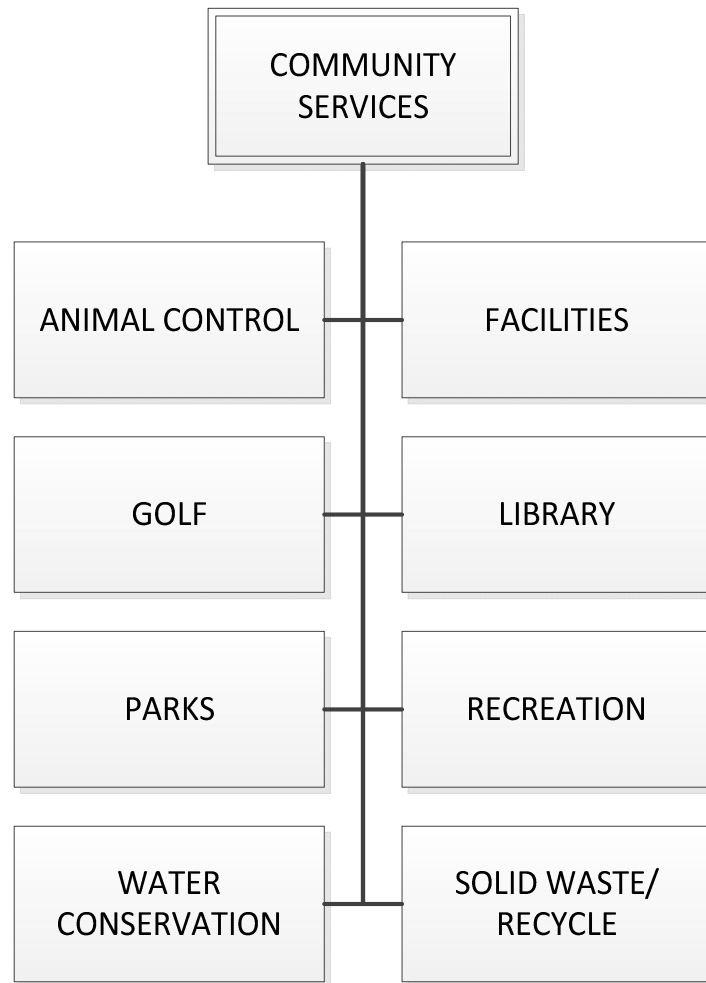 COMMUNITY
SERVICES
ANIMAL CONTROL
FACILITIES
GOLF
LIBRARY
PARKS
RECREATION
WATER
CONSERVATION
SOLID WASTE/
RECYCLE